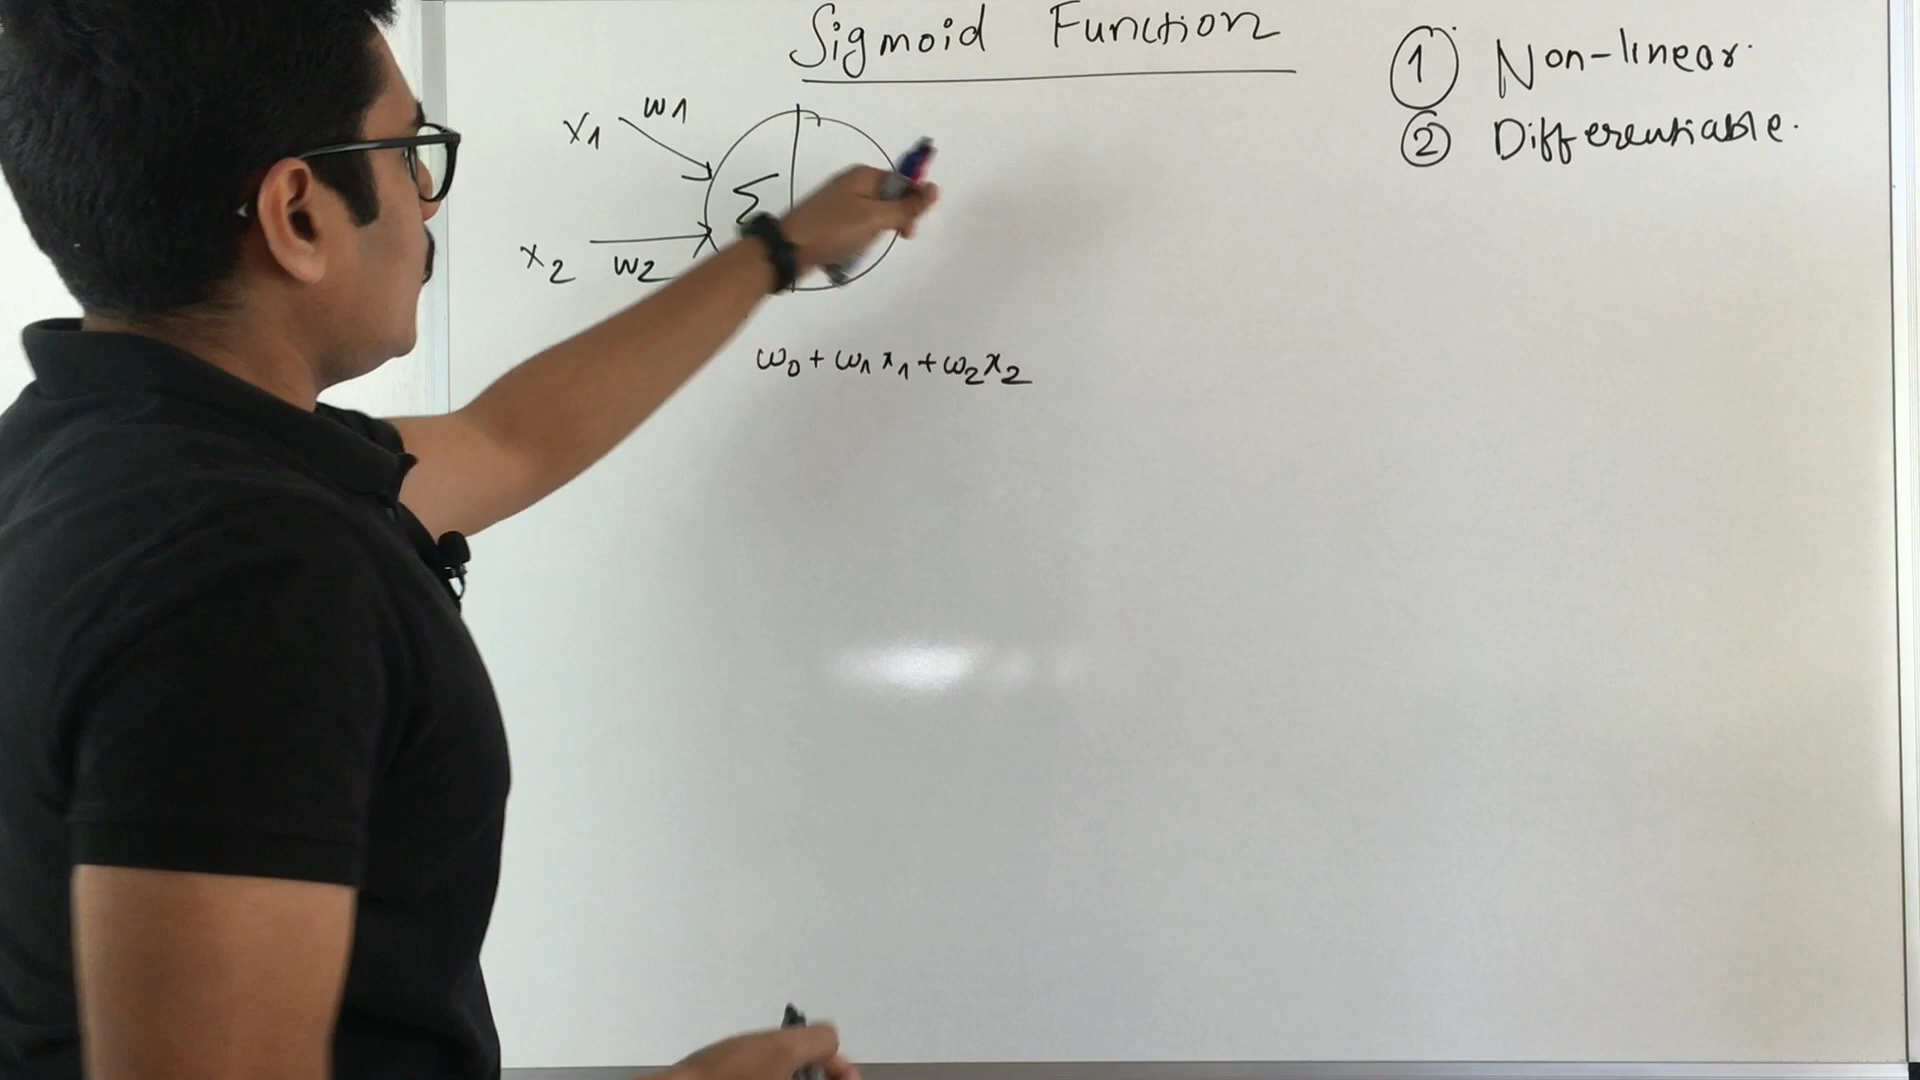 Sigmoid Function
① Non-linear.
② Differentiable.
x₁ w₁
Σ
x₂ w₂
w₀ + w₁x₁ + w₂x₂